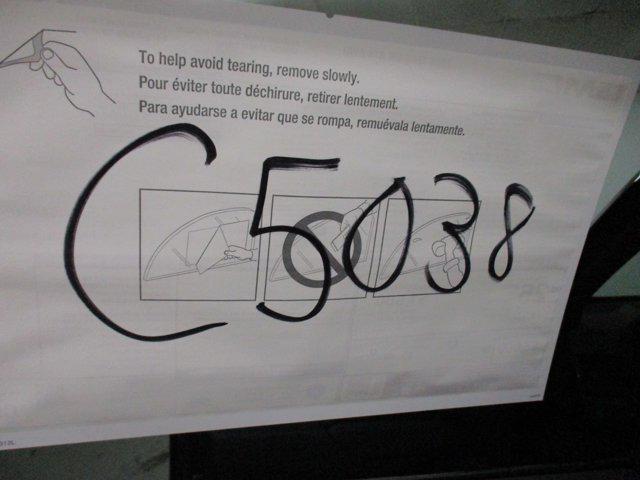 To help avoid tearing, remove slowly.
Pour éviter toute déchirure, retirer lentement.
Para ayudarse a evitar que se rompa, remuévala lentamente.
C5038